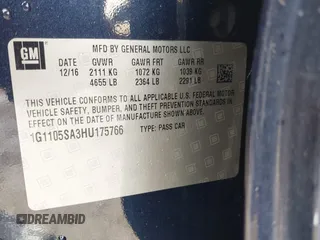 GM
MFD BY GENERAL MOTORS LLC
DATE GVWR GAWR FRT GAWR RR
12/16 2111 KG 1072 KG 1039 KG
4655 LB 2364 LB 2291 LB
THIS VEHICLE CONFORMS TO ALL APPLICABLE U.S. FEDERAL MOTOR
VEHICLE SAFETY, BUMPER, AND THEFT PREVENTION STANDARDS
IN EFFECT ON THE DATE OF MANUFACTURE SHOWN ABOVE.
1G1105SA3HU175766 TYPE: PASS CAR
DREAMBID